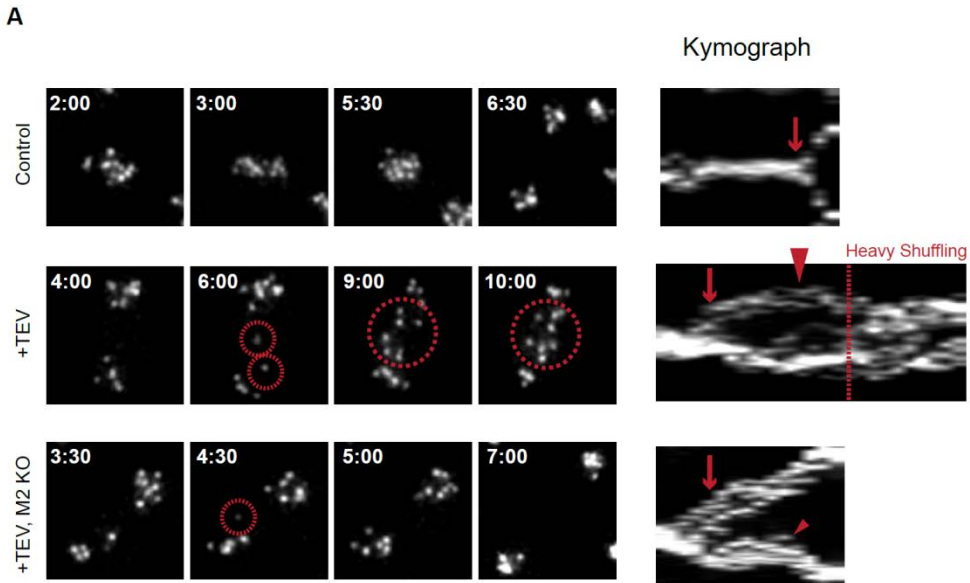 A
Kymograph
Control
2:00
3:00
5:30
6:30
+TEV
4:00
6:00
9:00
10:00
Heavy Shuffling
+TEV, M2 KO
3:30
4:30
5:00
7:00